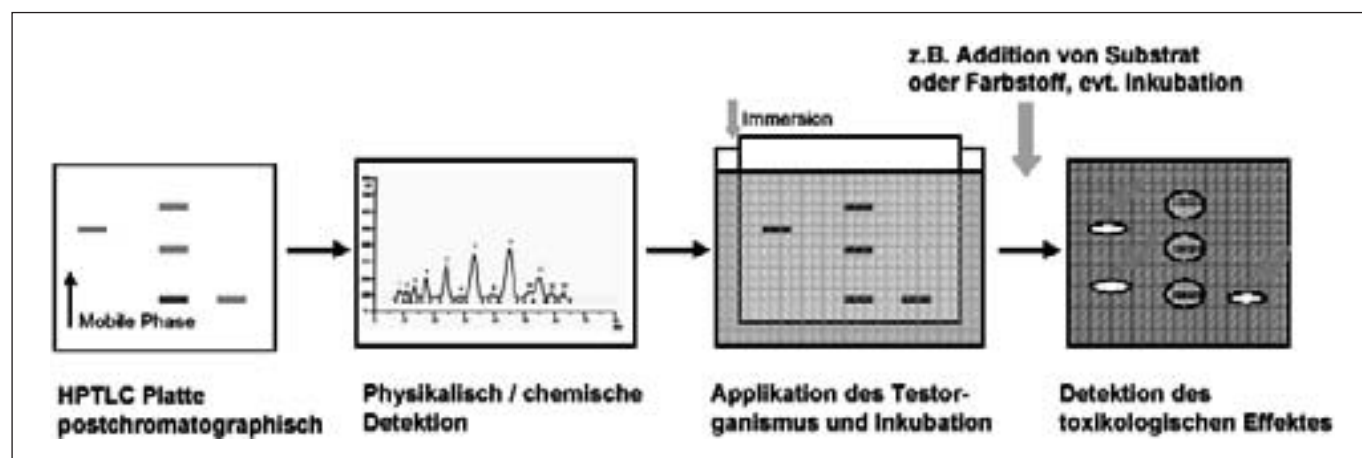 z.B. Addition von Substrat
oder Farbstoff, evt. Inkubation
Immersion
Mobile Phase
HPTLC Platte
postchromatographisch
Physikalisch / chemische
Detektion
Applikation des Testor-
ganismus und Inkubation
Detektion des
toxikologischen Effektes